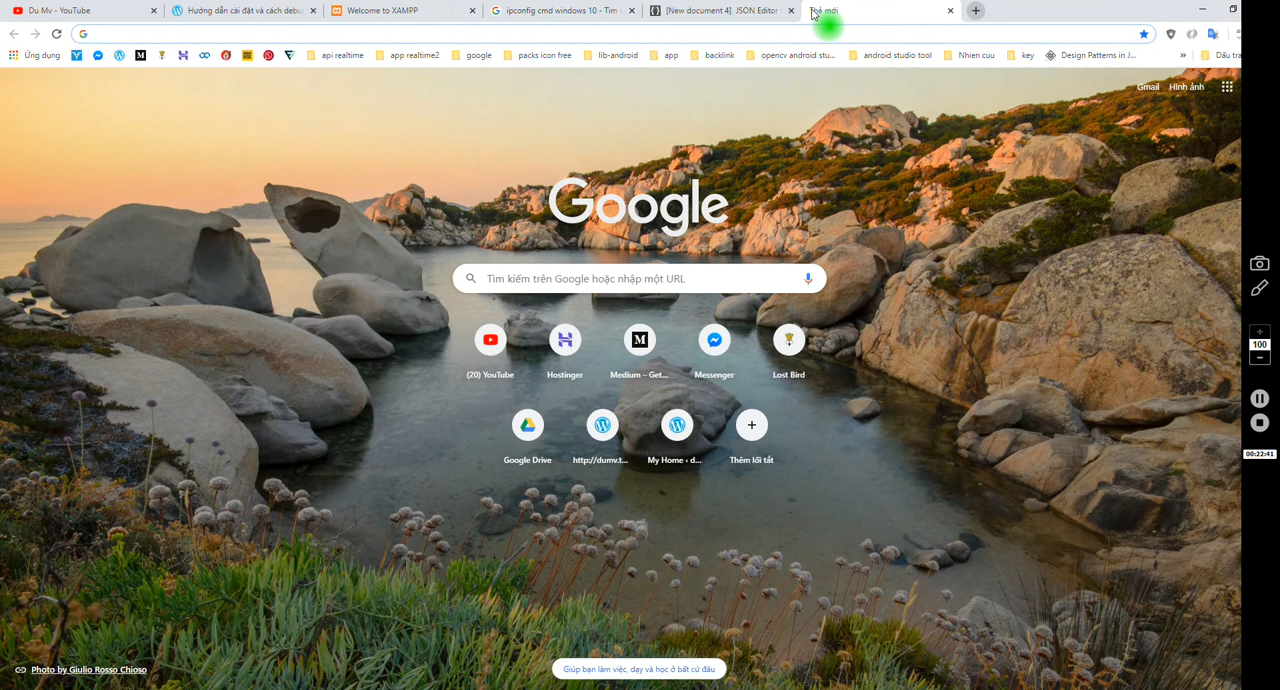 Du Mv - YouTube
Hướng dẫn cài đặt và cách debu
Welcome to XAMPP
ipconfig cmd windows 10 - Tìm
[New document 4] JSON Editor
mới
Ứng dụng
api realtime
app realtime2
google
packs icon free
lib-android
app
backlink
opencv android stu...
android studio tool
Nhien cuu
key
Design Patterns in J...
»
Dấu tra
Gmail
Hình ảnh
Google
Tìm kiếm trên Google hoặc nhập một URL
(20) YouTube
Hostinger
Medium – Get...
Messenger
Lost Bird
Google Drive
http://dumv.t...
My Home ‹ d...
Thêm lối tắt
100
00:22:41
Photo by Giulio Rosso Chioso
Giúp bạn làm việc, dạy và học ở bất cứ đâu